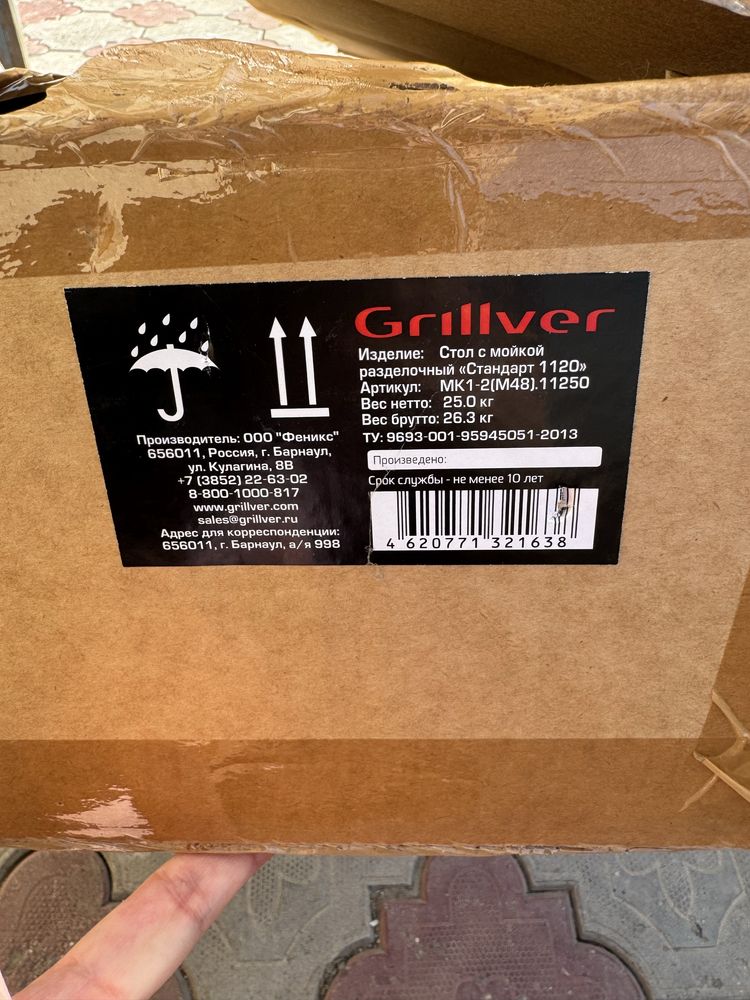 Grillver
Изделие: Стол с мойкой
разделочный «Стандарт 1120»
Артикул: МК1-2(М48).11250
Вес нетто: 25.0 кг
Вес брутто: 26.3 кг
ТУ: 9693-001-95945051-2013
Произведено:
Срок службы - не менее 10 лет
4 620771 321638
Производитель: ООО "Феникс"
656011, Россия, г. Барнаул,
ул. Кулагина, 8В
+7 (3852) 22-63-02
8-800-1000-817
www.grillver.com
sales@grillver.ru
Адрес для корреспонденции:
656011, г. Барнаул, а/я 998